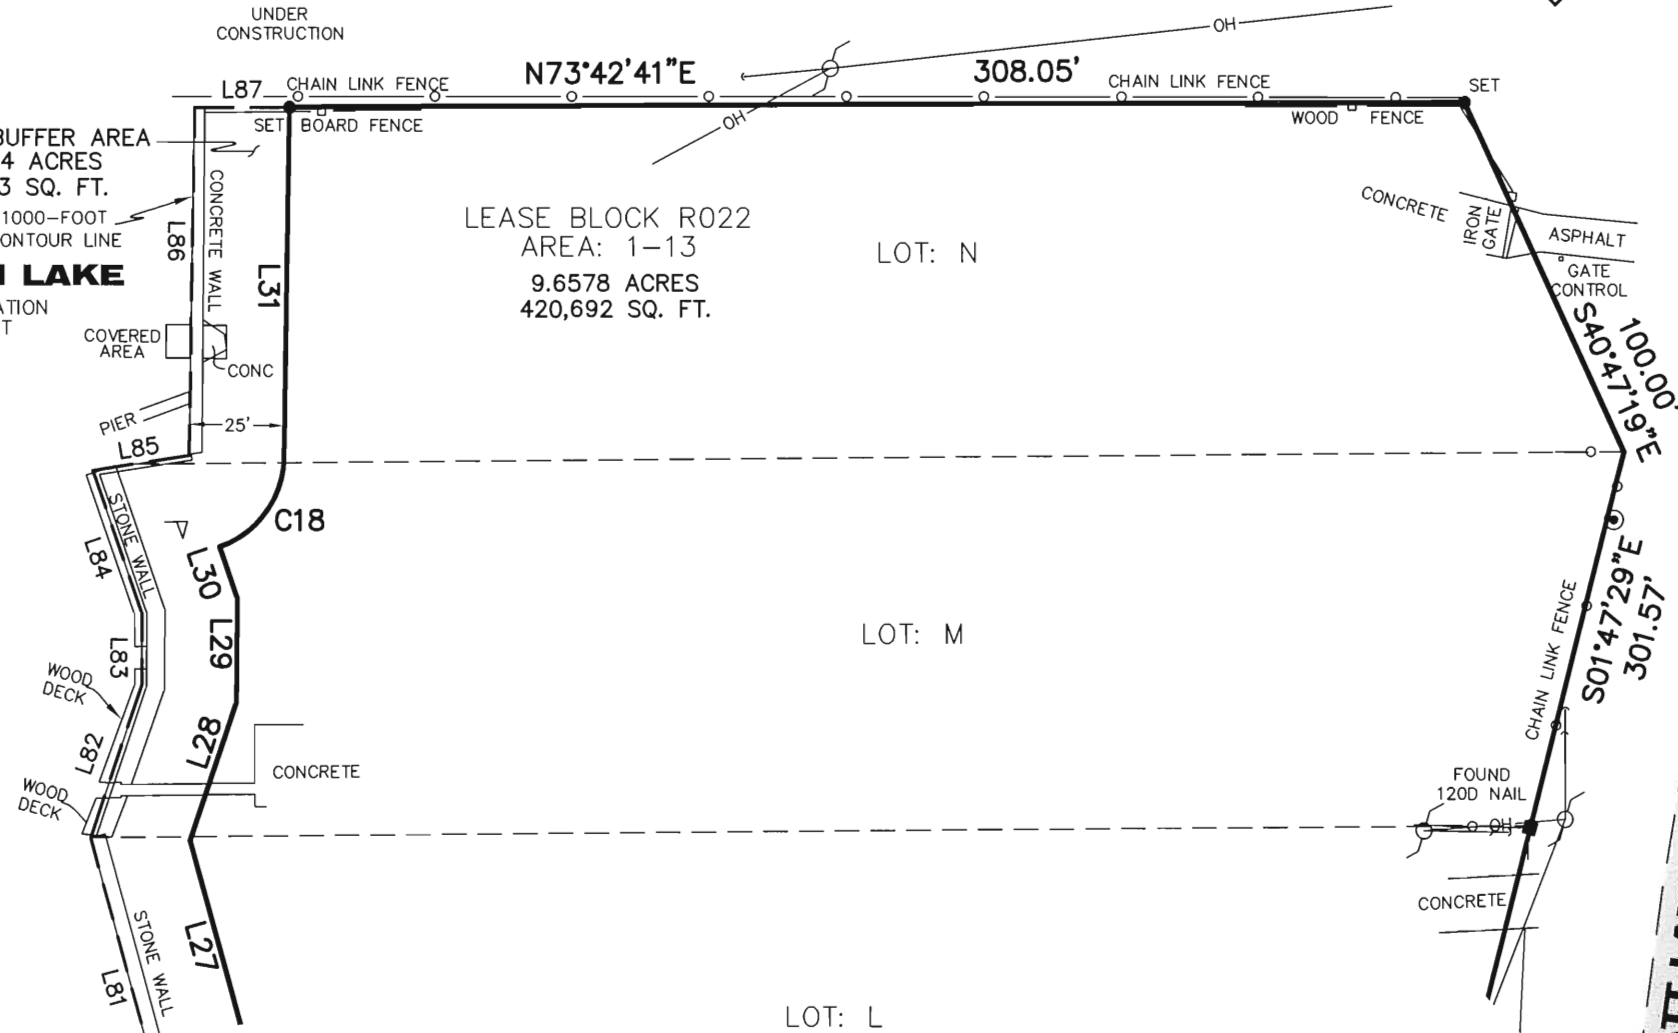 UNDER
CONSTRUCTION
L87
CHAIN LINK FENCE
N73°42'41"E
308.05'
CHAIN LINK FENCE
OH
SET
SET
BOARD FENCE
OH
WOOD FENCE
BUFFER AREA
4 ACRES
3 SQ. FT.
1000-FOOT
ONTOUR LINE
LAKE
ATION
T
L86
CONCRETE WALL
L31
LEASE BLOCK R022
AREA: 1-13
9.6578 ACRES
420,692 SQ. FT.
LOT: N
CONCRETE
IRON
GATE
ASPHALT
GATE
CONTROL
S40°47'19"E
100.00'
COVERED
AREA
CONC
PIER
25'
L85
STONE WALL
C18
L84
L30
L83
L29
WOOD
DECK
LOT: M
CHAIN LINK FENCE
S01°47'29"E
301.57'
L82
L28
CONCRETE
WOOD
DECK
FOUND
120D NAIL
OH
CONCRETE
L27
STONE WALL
L81
LOT: L